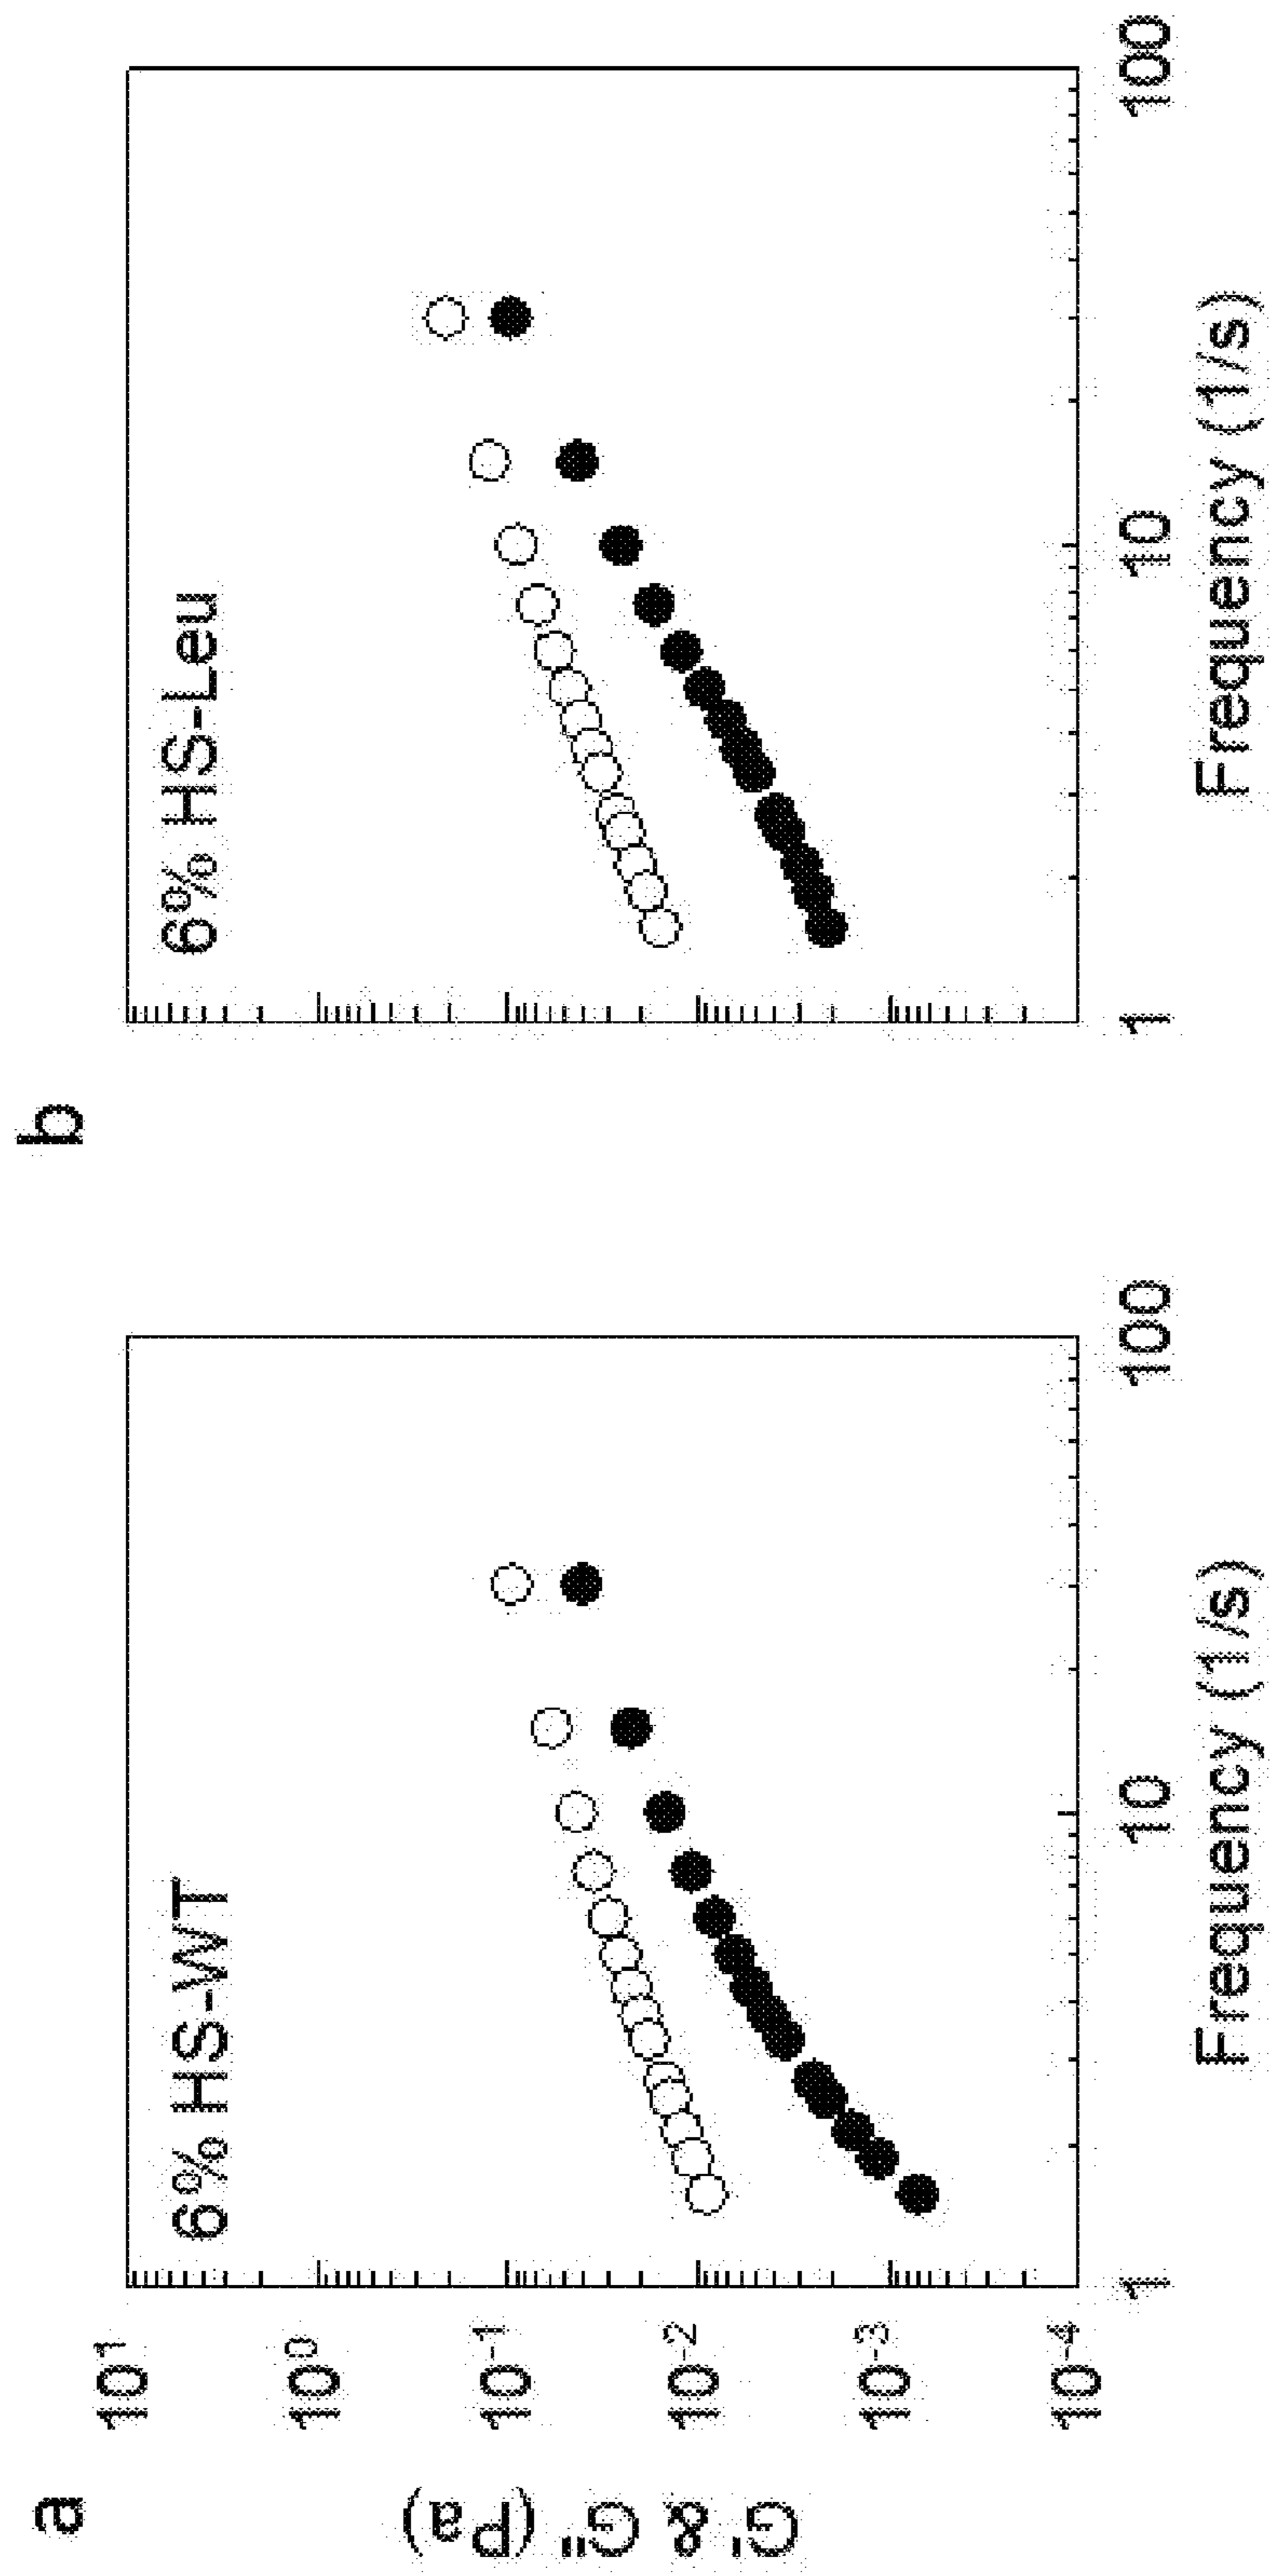 a
6% HS-WT
G' & G" (Pa)
10¹
10⁰
10⁻¹
10⁻²
10⁻³
10⁻⁴
1
10
100
Frequency (1/s)
b
6% HS-Leu
1
10
100
Frequency (1/s)